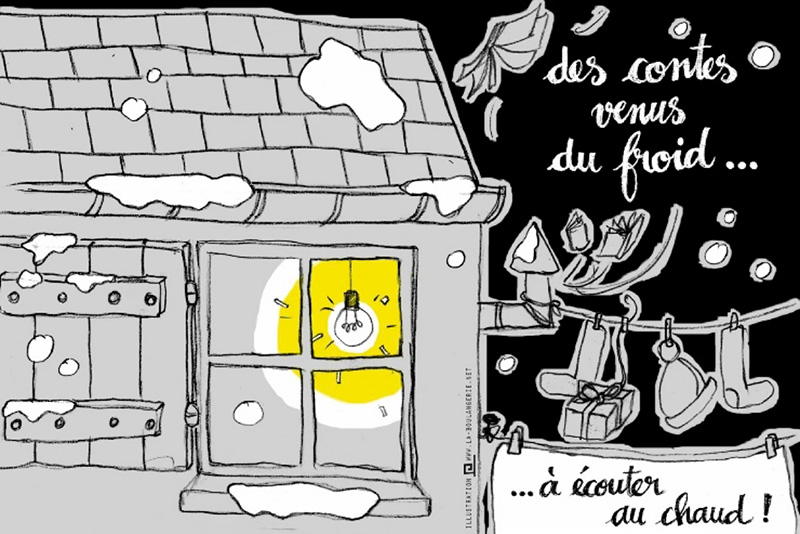 des contes
venus
du froid ...
... à écouter
au chaud !
ILLUSTRATION WWW.LA-BOULANGERIE.NET